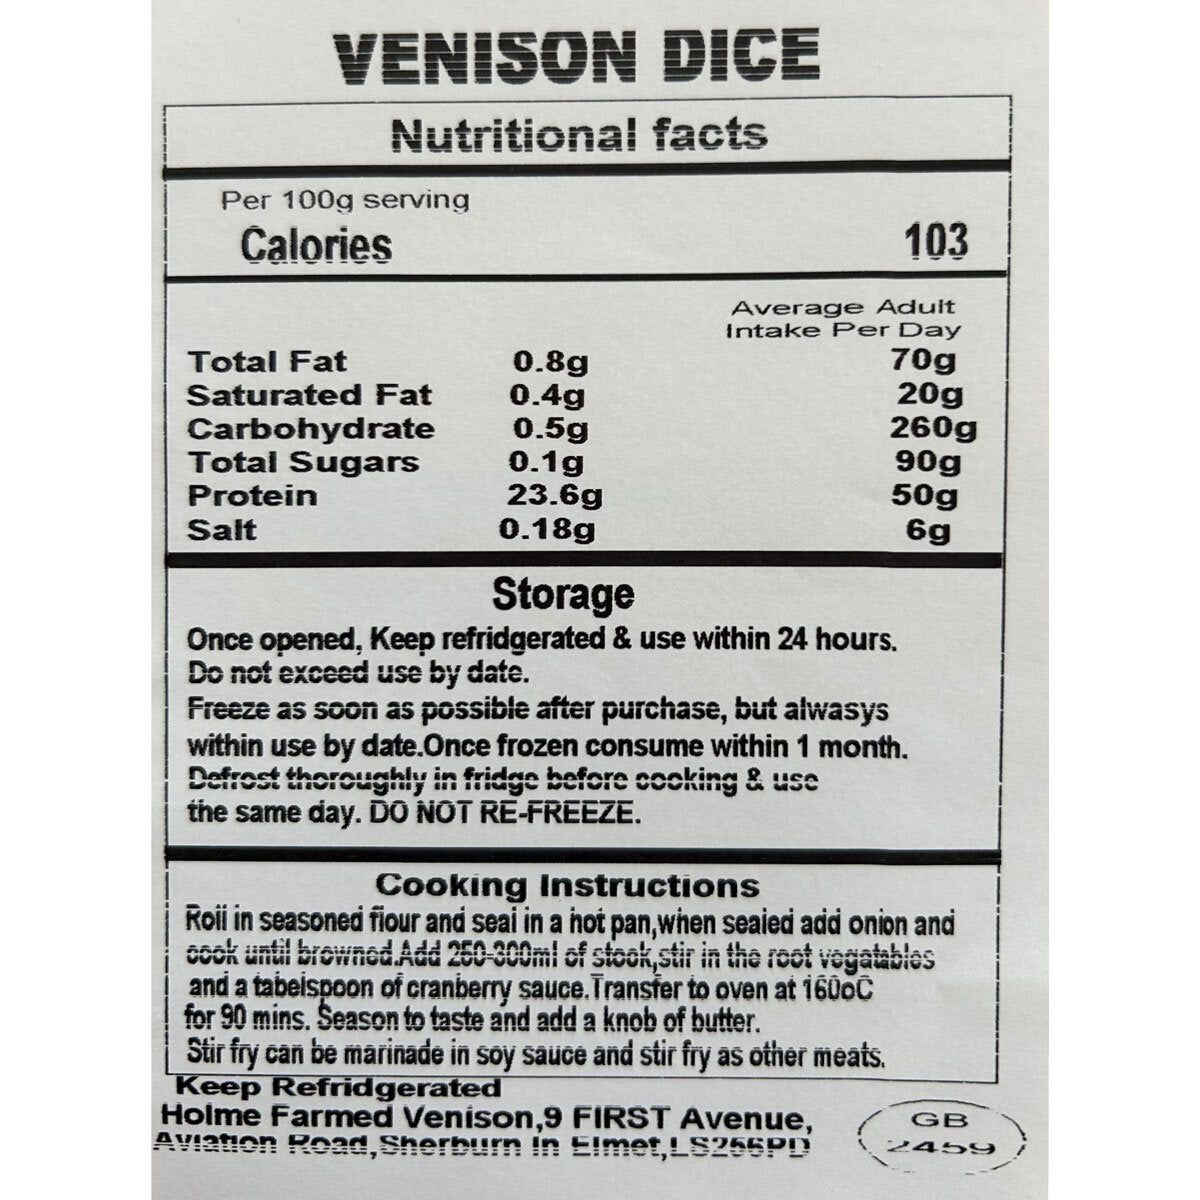 VENISON DICE
Nutritional facts
Per 100g serving
Calories 103
Average Adult
Intake Per Day
Total Fat 0.8g 70g
Saturated Fat 0.4g 20g
Carbohydrate 0.5g 260g
Total Sugars 0.1g 90g
Protein 23.6g 50g
Salt 0.18g 6g
Storage
Once opened, Keep refridgerated & use within 24 hours.
Do not exceed use by date.
Freeze as soon as possible after purchase, but alwasys
within use by date.Once frozen consume within 1 month.
Defrost thoroughly in fridge before cooking & use
the same day. DO NOT RE-FREEZE.
Cooking Instructions
Roll in seasoned flour and seal in a hot pan,when sealed add onion and
cook until browned.Add 250-300ml of stock,stir in the root vegatables
and a tabelspoon of cranberry sauce.Transfer to oven at 160oC
for 90 mins. Season to taste and add a knob of butter.
Stir fry can be marinade in soy sauce and stir fry as other meats.
Keep Refridgerated
Holme Farmed Venison,9 FIRST Avenue,
Aviation Road,Sherburn In Elmet,LS256PD
GB
2459